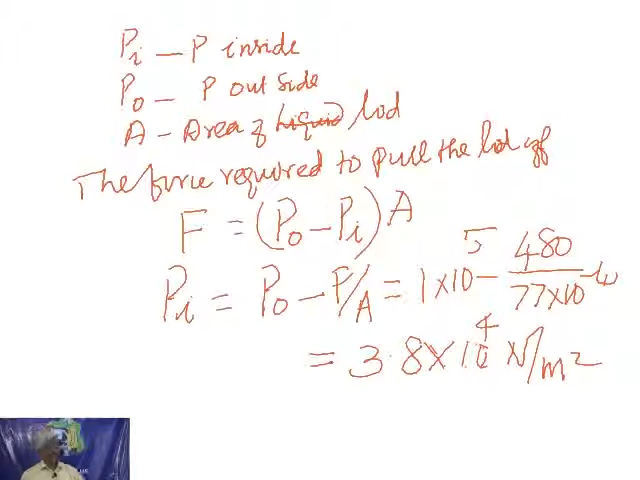 Pi — P inside
Po — P out side
A — Area of liquid lid
The force required to pull the lid off
F = (Po − Pi) A
Pi = Po − P/A = 1×10^5 − 480/77×10^-4
= 3.8×10^4 N/m2